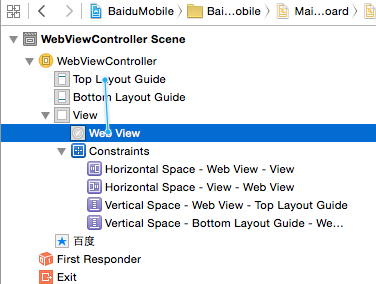 BaiduMobile Bai...obile Mai...oard
WebViewController Scene
WebViewController
Top Layout Guide
Bottom Layout Guide
View
Web View
Constraints
Horizontal Space - Web View - View
Horizontal Space - View - Web View
Vertical Space - Web View - Top Layout Guide
Vertical Space - Bottom Layout Guide - We...
百度
First Responder
Exit